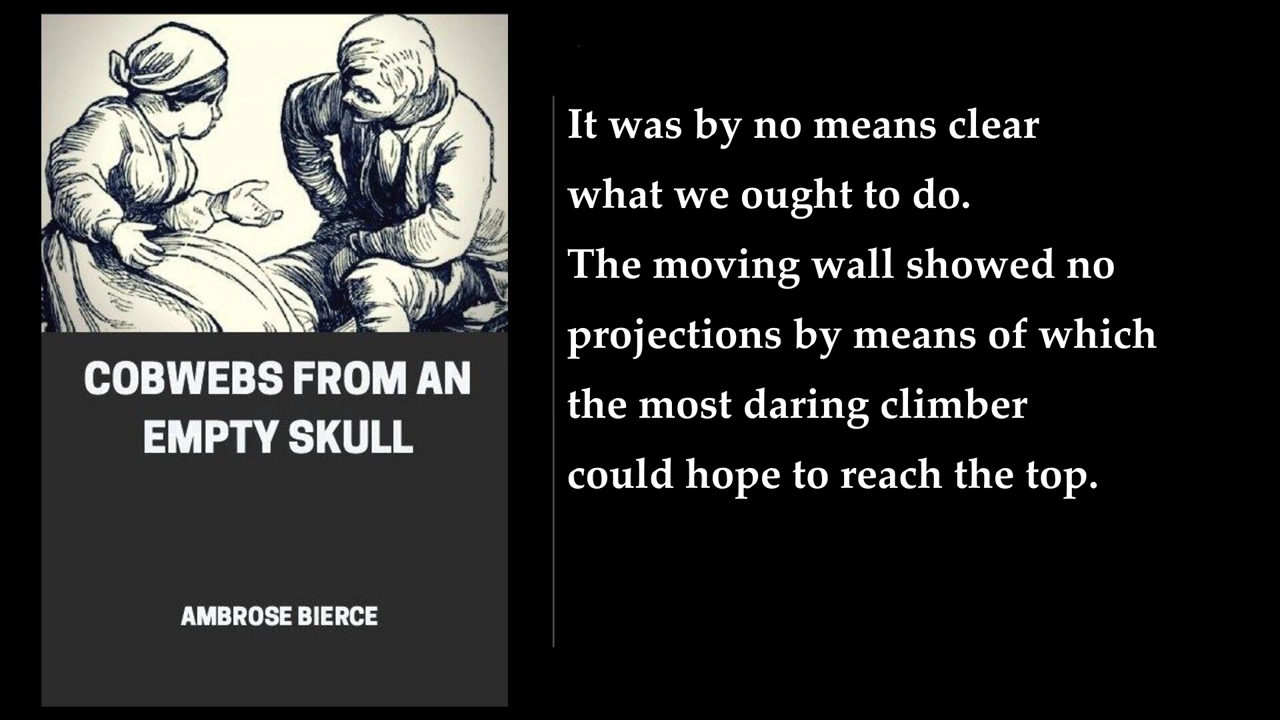 COBWEBS FROM AN
EMPTY SKULL
AMBROSE BIERCE
It was by no means clear
what we ought to do.
The moving wall showed no
projections by means of which
the most daring climber
could hope to reach the top.